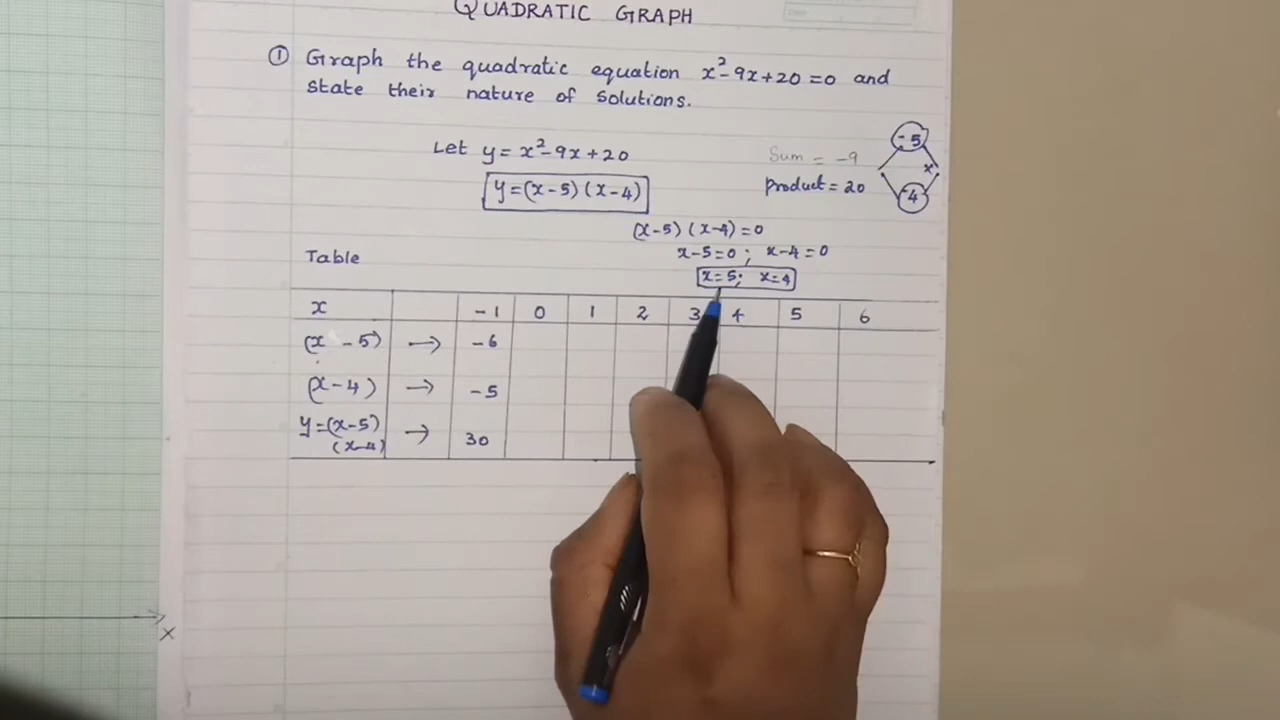 QUADRATIC GRAPH
① Graph the quadratic equation x²-9x+20=0 and
state their nature of solutions.
Let y = x²-9x+20
y=(x-5)(x-4)
Sum = -9
product = 20
-5
x
-4
(x-5)(x-4)=0
x-5=0 ; x-4=0
x=5; x=4
Table
x -1 0 1 2 3 4 5 6
(x -5) → -6
(x-4) → -5
y=(x-5)
(x-4) → 30
X